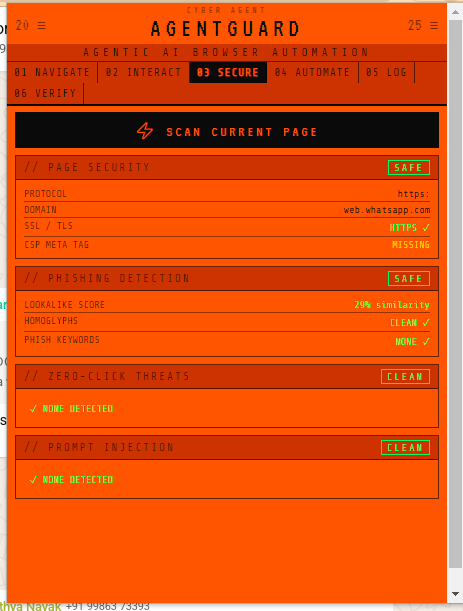 CYBER AGENT
20 ☰ AGENTGUARD 25 ☰
AGENTIC AI BROWSER AUTOMATION
01 NAVIGATE 02 INTERACT 03 SECURE 04 AUTOMATE 05 LOG
06 VERIFY
SCAN CURRENT PAGE
// PAGE SECURITY SAFE
PROTOCOL https:
DOMAIN web.whatsapp.com
SSL / TLS HTTPS ✓
CSP META TAG MISSING
// PHISHING DETECTION SAFE
LOOKALIKE SCORE 29% similarity
HOMOGLYPHS CLEAN ✓
PHISH KEYWORDS NONE ✓
// ZERO-CLICK THREATS CLEAN
✓ NONE DETECTED
// PROMPT INJECTION CLEAN
✓ NONE DETECTED
thya Nayak +91 99863 73393